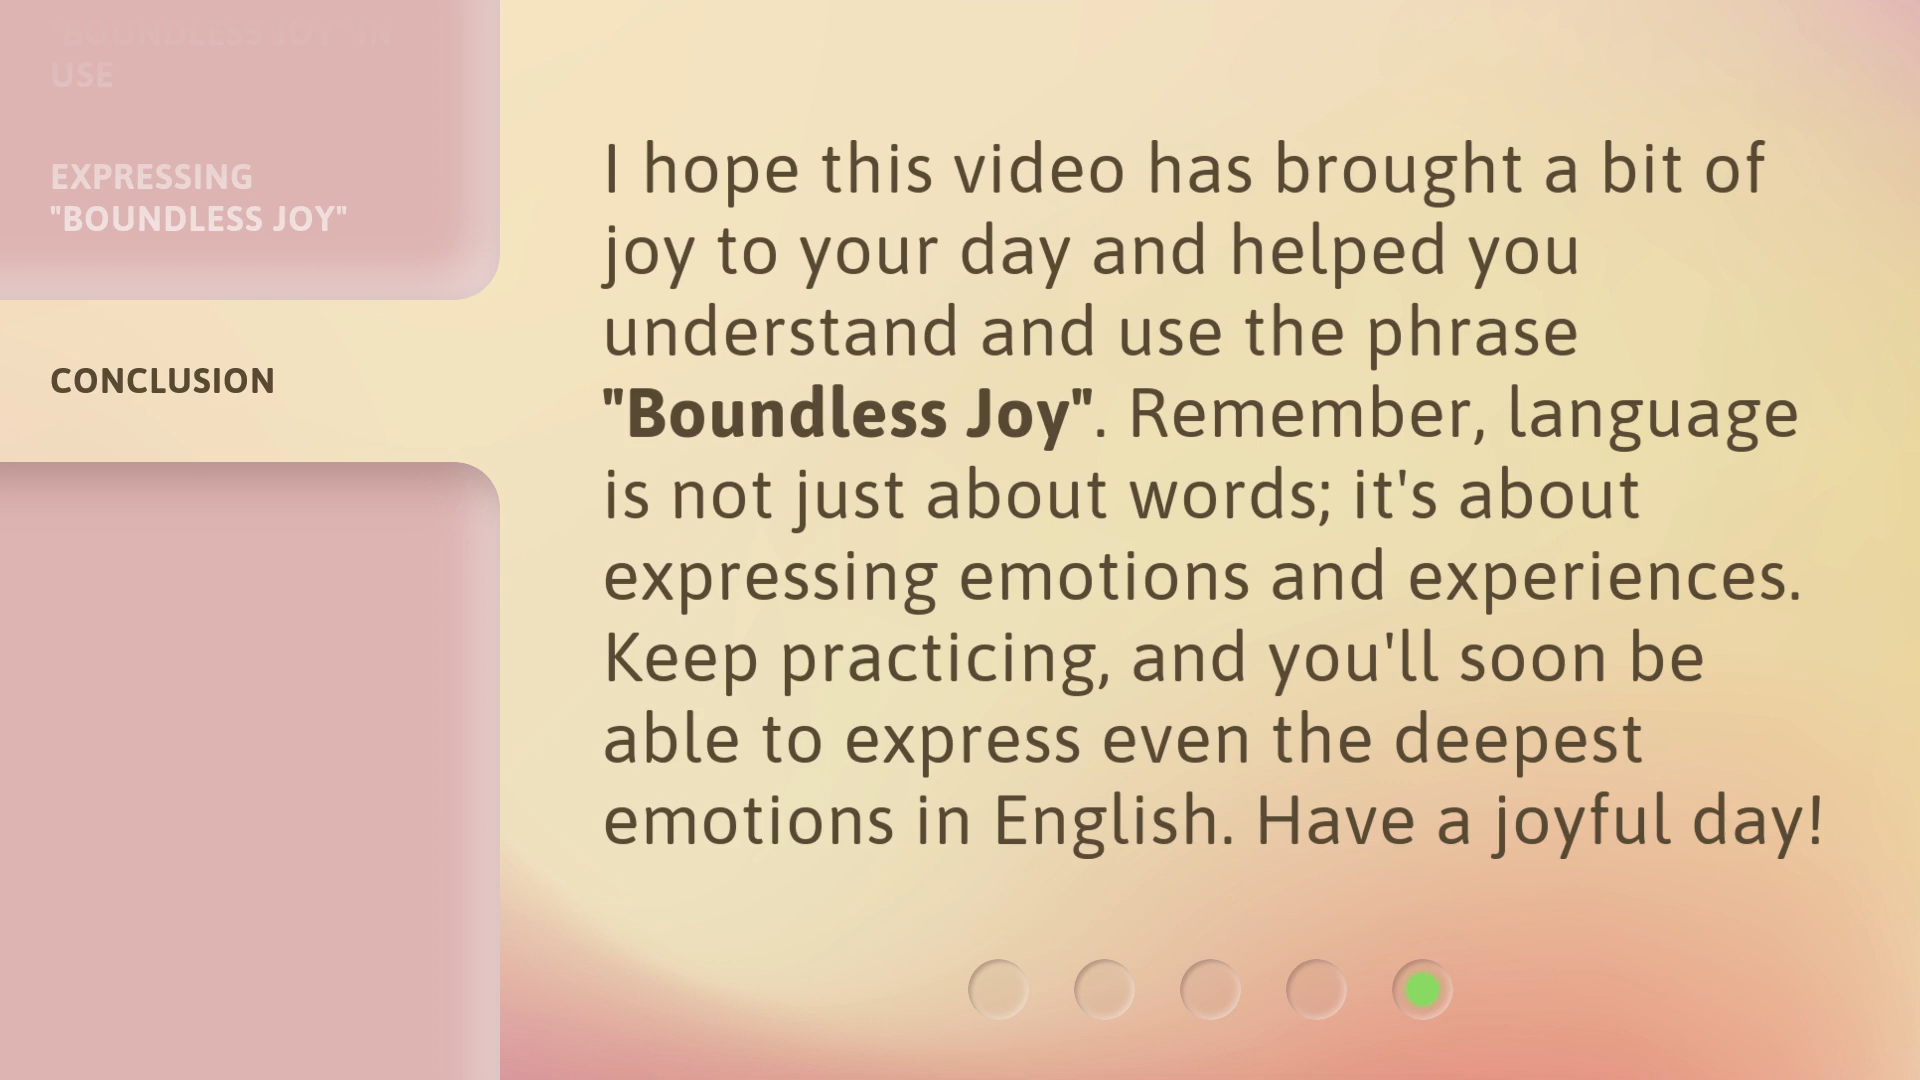 "BOUNDLESS JOY" IN
USE
EXPRESSING
"BOUNDLESS JOY"
CONCLUSION
I hope this video has brought a bit of
joy to your day and helped you
understand and use the phrase
"Boundless Joy". Remember, language
is not just about words; it's about
expressing emotions and experiences.
Keep practicing, and you'll soon be
able to express even the deepest
emotions in English. Have a joyful day!